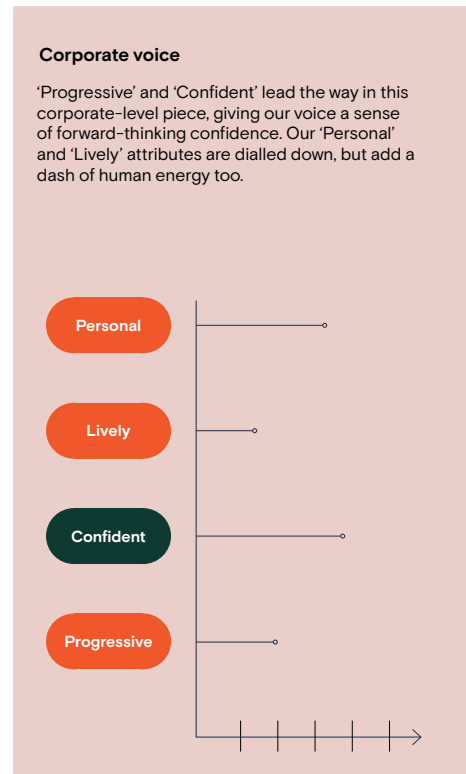 Corporate voice
‘Progressive’ and ‘Confident’ lead the way in this
corporate-level piece, giving our voice a sense
of forward-thinking confidence. Our ‘Personal’
and ‘Lively’ attributes are dialled down, but add a
dash of human energy too.
Personal
Lively
Confident
Progressive